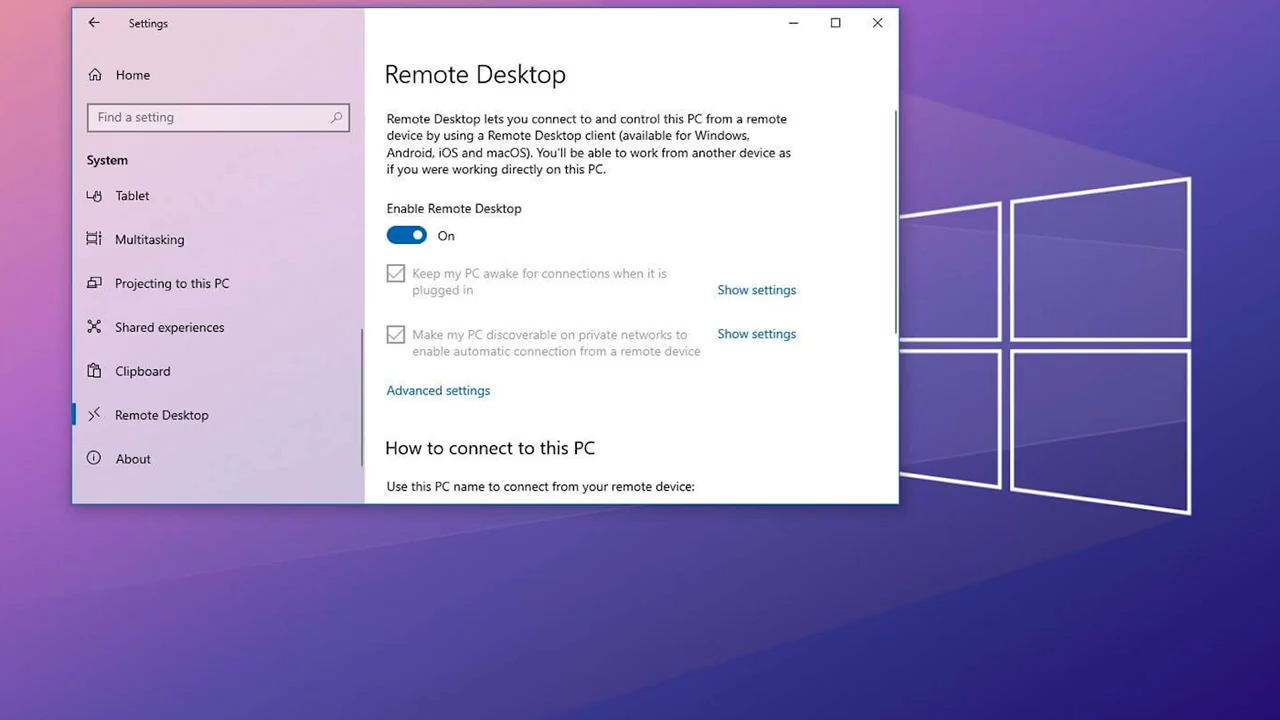 Settings
Home
Find a setting
System
Tablet
Multitasking
Projecting to this PC
Shared experiences
Clipboard
Remote Desktop
About
Remote Desktop
Remote Desktop lets you connect to and control this PC from a remote
device by using a Remote Desktop client (available for Windows,
Android, iOS and macOS). You'll be able to work from another device as
if you were working directly on this PC.
Enable Remote Desktop
On
Keep my PC awake for connections when it is
plugged in
Show settings
Make my PC discoverable on private networks to
enable automatic connection from a remote device
Show settings
Advanced settings
How to connect to this PC
Use this PC name to connect from your remote device: